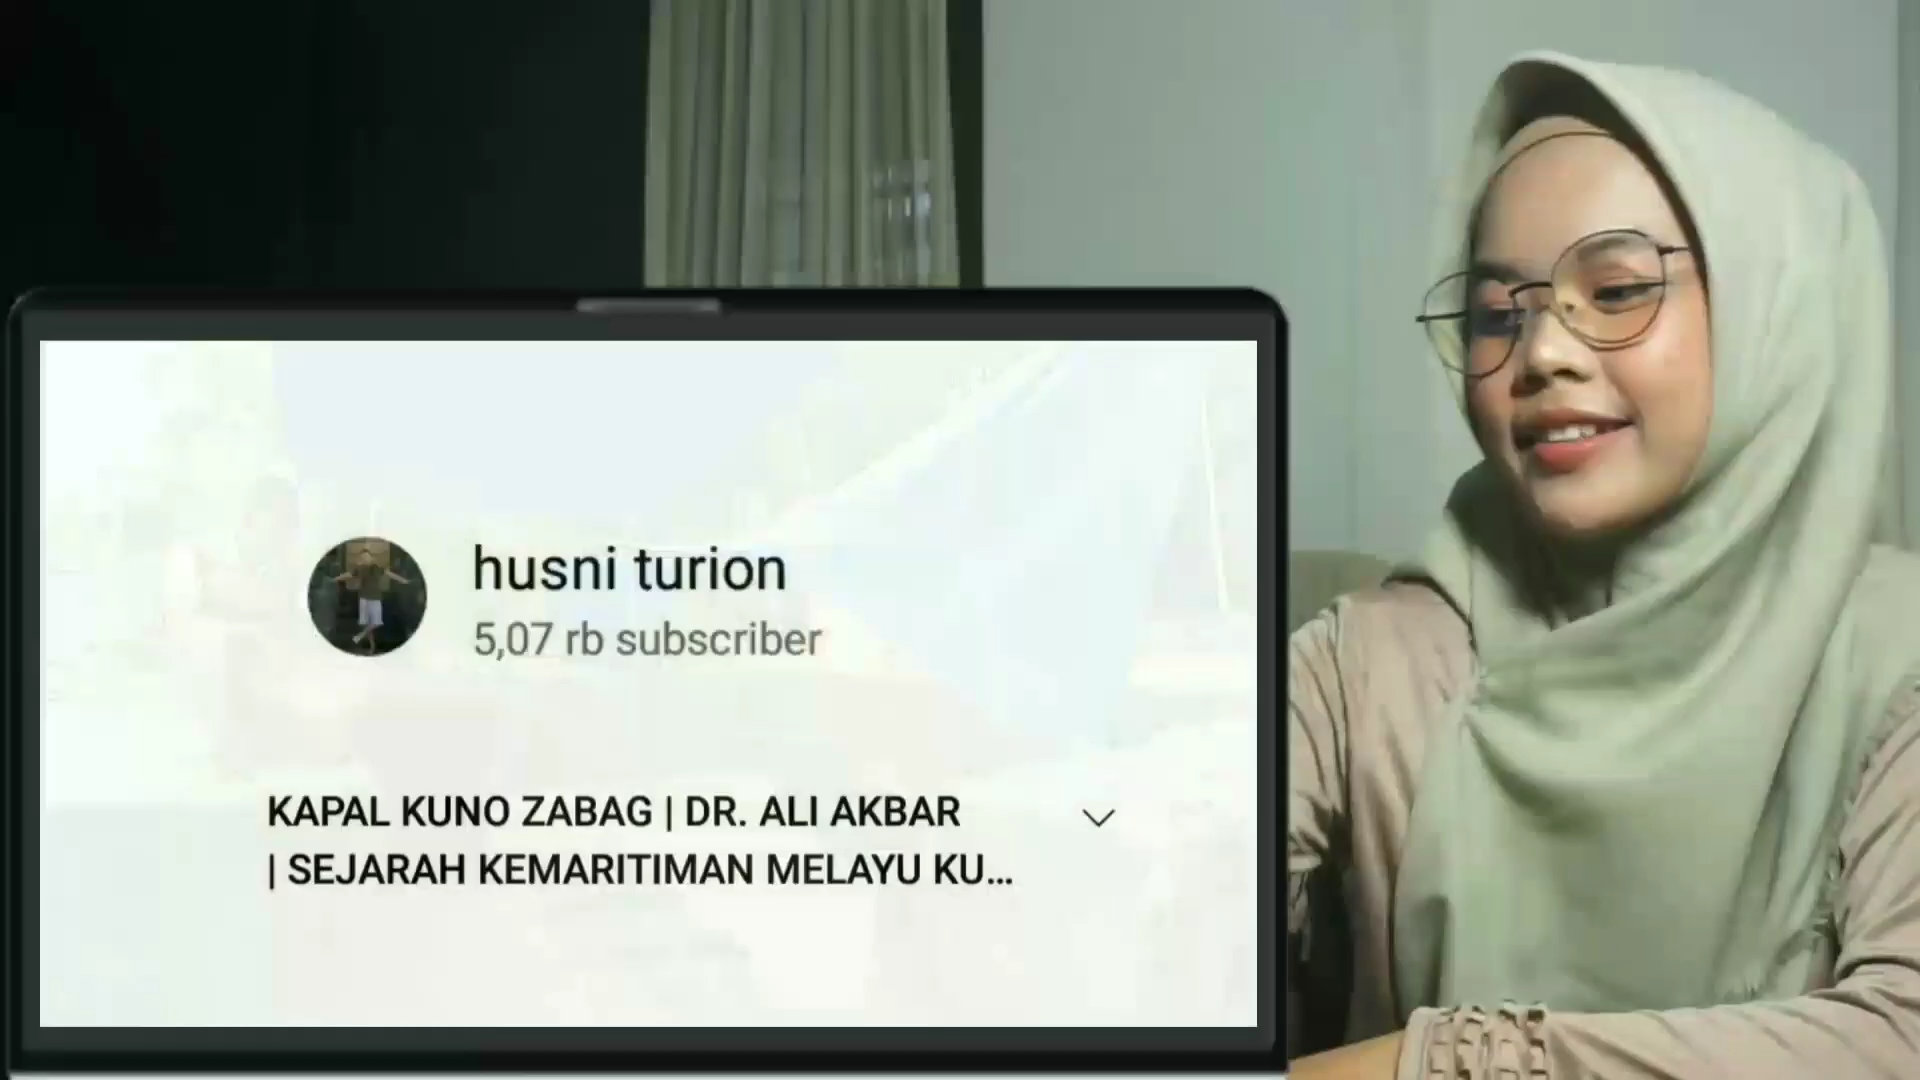 husni turion
5,07 rb subscriber
KAPAL KUNO ZABAG | DR. ALI AKBAR
| SEJARAH KEMARITIMAN MELAYU KU...